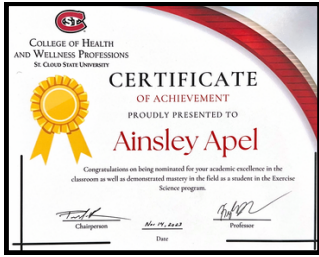 COLLEGE OF HEALTH
AND WELLNESS PROFESSIONS
ST. CLOUD STATE UNIVERSITY
CERTIFICATE
OF ACHIEVEMENT
PROUDLY PRESENTED TO
Ainsley Apel
Congratulations on being nominated for your academic excellence in the
classroom as well as demonstrated mastery in the field as a student in the Exercise
Science program.
Nov 14, 2023
Chairperson
Professor
Date